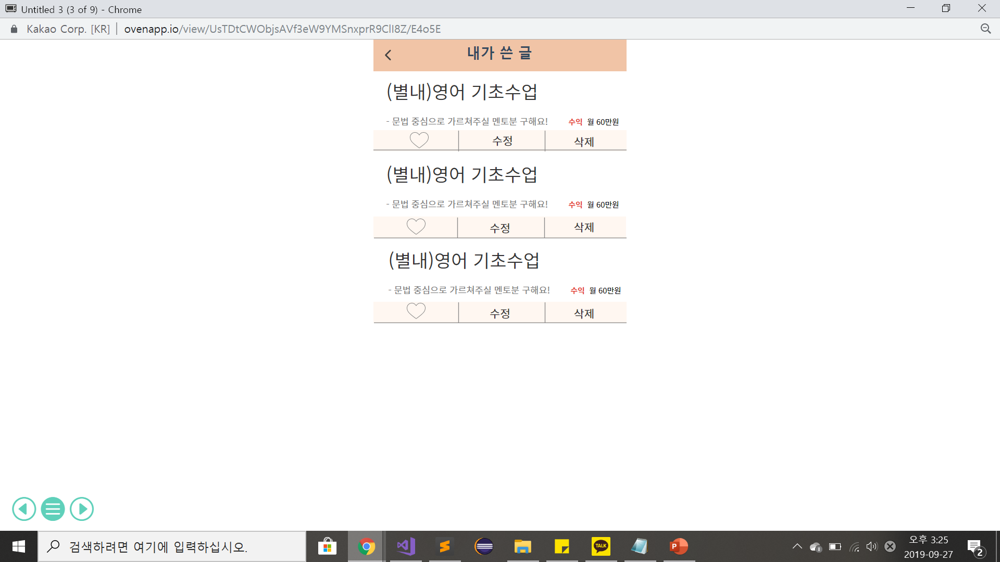 Untitled 3 (3 of 9) - Chrome
Kakao Corp. [KR] ovenapp.io/view/UsTDtCWObjsAVf3eW9YMSnxprR9ClI8Z/E4o5E
내가 쓴 글
(별내)영어 기초수업
- 문법 중심으로 가르쳐주실 멘토분 구해요! 수익 월 60만원
수정 삭제
(별내)영어 기초수업
- 문법 중심으로 가르쳐주실 멘토분 구해요! 수익 월 60만원
수정 삭제
(별내)영어 기초수업
- 문법 중심으로 가르쳐주실 멘토분 구해요! 수익 월 60만원
수정 삭제
검색하려면 여기에 입력하십시오.
TALK
P
오후 3:25
2019-09-27
2